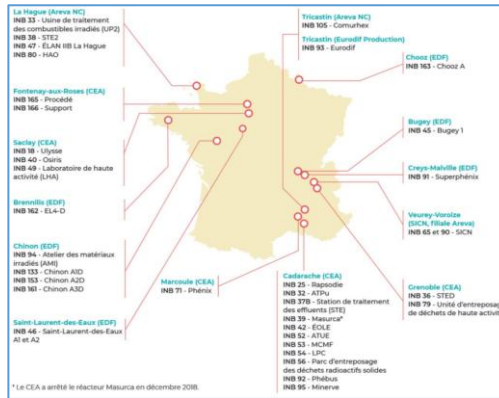 La Hague (Areva NC)
INB 33 - Usine de traitement
des combustibles irradiés (UP2)
INB 38 - STE2
INB 47 - ÉLAN IIB La Hague
INB 80 - HAO
Fontenay-aux-Roses (CEA)
INB 165 - Procédé
INB 166 - Support
Saclay (CEA)
INB 18 - Ulysse
INB 40 - Osiris
INB 49 - Laboratoire de haute
activité (LHA)
Brennilis (EDF)
INB 162 - EL4-D
Chinon (EDF)
INB 94 - Atelier des matériaux
irradiés (AMI)
INB 133 - Chinon A1D
INB 153 - Chinon A2D
INB 161 - Chinon A3D
Saint-Laurent-des-Eaux (EDF)
INB 46 - Saint-Laurent-des-Eaux
A1 et A2
Tricastin (Areva NC)
INB 105 - Comurhex
Tricastin (Eurodif Production)
INB 93 - Eurodif
Chooz (EDF)
INB 163 - Chooz A
Bugey (EDF)
INB 45 - Bugey 1
Creys-Malville (EDF)
INB 91 - Superphénix
Veurey-Voroize
(SICN, filiale Areva)
INB 65 et 90 - SICN
Grenoble (CEA)
INB 36 - STED
INB 79 - Unité d'entreposage
de déchets de haute activité
Marcoule (CEA)
INB 71 - Phénix
Cadarache (CEA)
INB 25 - Rapsodie
INB 32 - ATPu
INB 37B - Station de traitement
des effluents (STE)
INB 39 - Masurca*
INB 42 - ÉOLE
INB 52 - ATUE
INB 53 - MCMF
INB 54 - LPC
INB 56 - Parc d'entreposage
des déchets radioactifs solides
INB 92 - Phébus
INB 95 - Minerve
* Le CEA a arrêté le réacteur Masurca en décembre 2018.